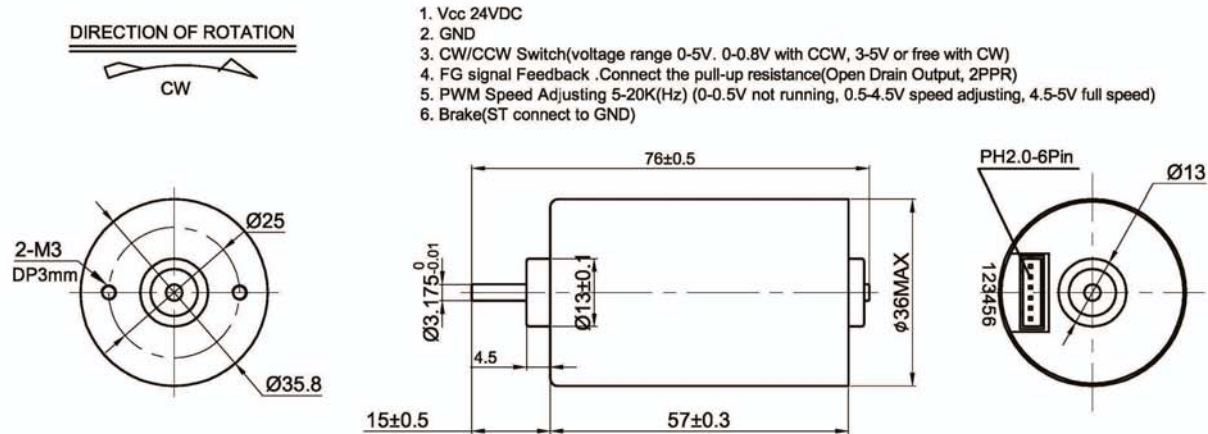 DIRECTION OF ROTATION
CW
1. Vcc 24VDC
2. GND
3. CW/CCW Switch(voltage range 0-5V. 0-0.8V with CCW, 3-5V or free with CW)
4. FG signal Feedback .Connect the pull-up resistance(Open Drain Output, 2PPR)
5. PWM Speed Adjusting 5-20K(Hz) (0-0.5V not running, 0.5-4.5V speed adjusting, 4.5-5V full speed)
6. Brake(ST connect to GND)
2-M3
DP3mm
Ø25
Ø35.8
76±0.5
Ø3.175 0 -0.01
Ø13±0.1
ϕ36MAX
4.5
15±0.5
57±0.3
PH2.0-6Pin
Ø13
123456